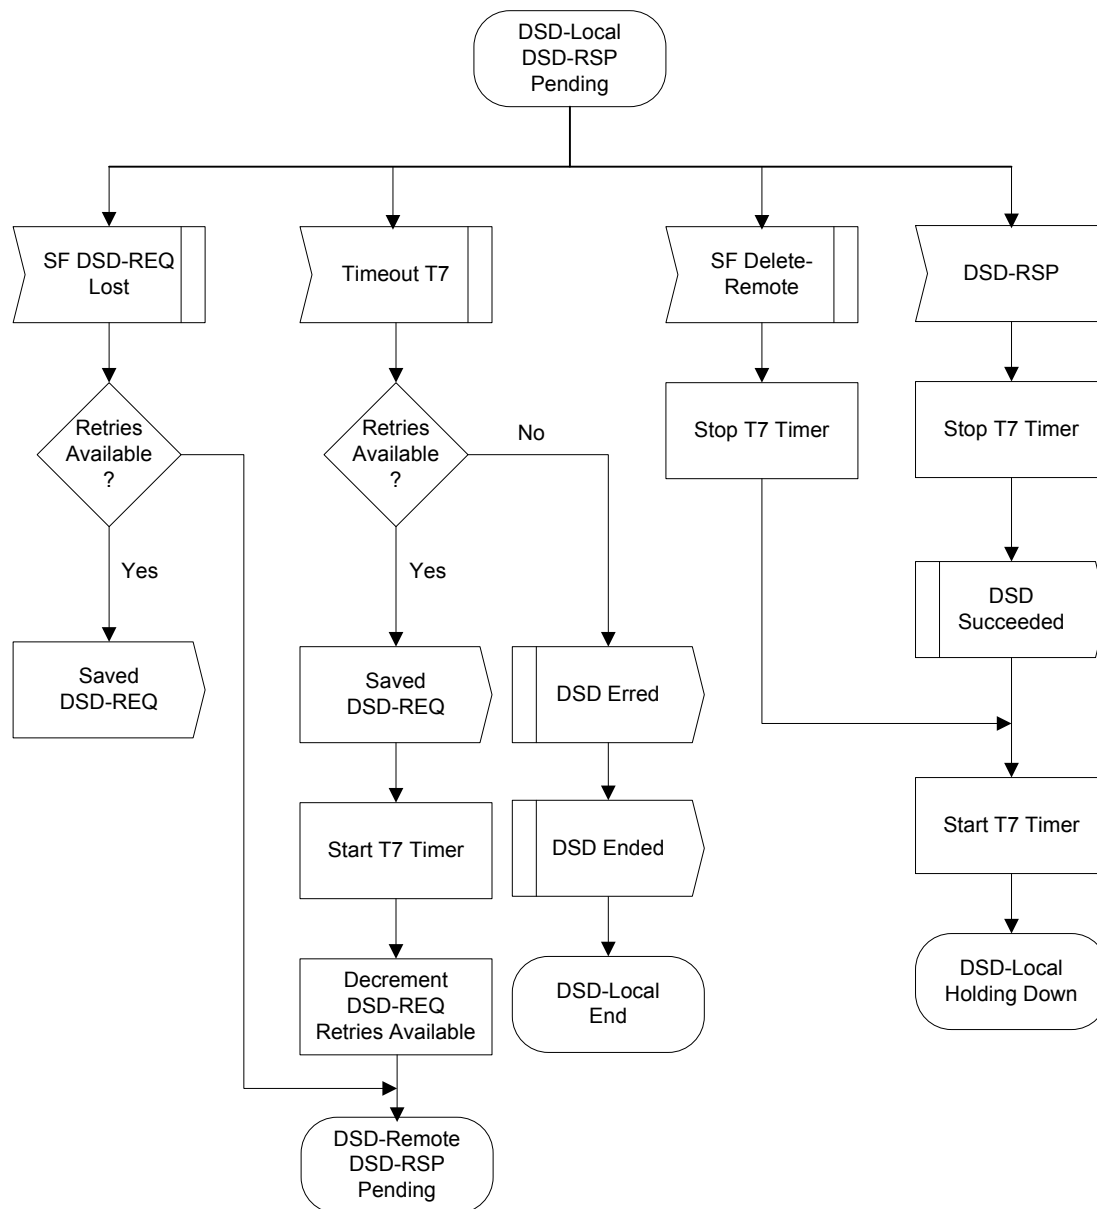 DSD-Local
DSD-RSP
Pending
SF DSD-REQ
Lost
Timeout T7
SF Delete-
Remote
DSD-RSP
Retries
Available
?
Retries
Available
?
No
Stop T7 Timer
Stop T7 Timer
Yes
Yes
DSD
Succeeded
Saved
DSD-REQ
Saved
DSD-REQ
DSD Erred
Start T7 Timer
DSD Ended
Start T7 Timer
Decrement
DSD-REQ
Retries Available
DSD-Local
End
DSD-Local
Holding Down
DSD-Remote
DSD-RSP
Pending